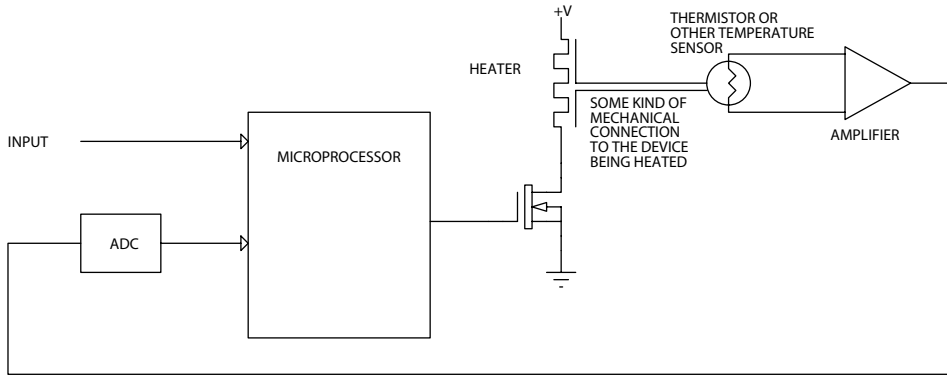 +V
THERMISTOR OR
OTHER TEMPERATURE
SENSOR
HEATER
SOME KIND OF
MECHANICAL
CONNECTION
TO THE DEVICE
BEING HEATED
AMPLIFIER
INPUT
MICROPROCESSOR
ADC